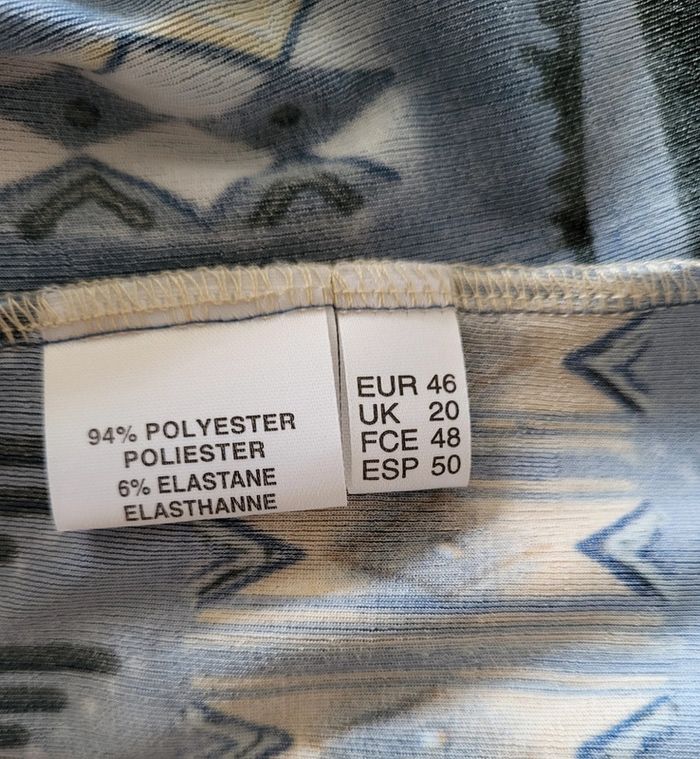 94% POLYESTER
POLIESTER
6% ELASTANE
ELASTHANNE
EUR 46
UK 20
FCE 48
ESP 50